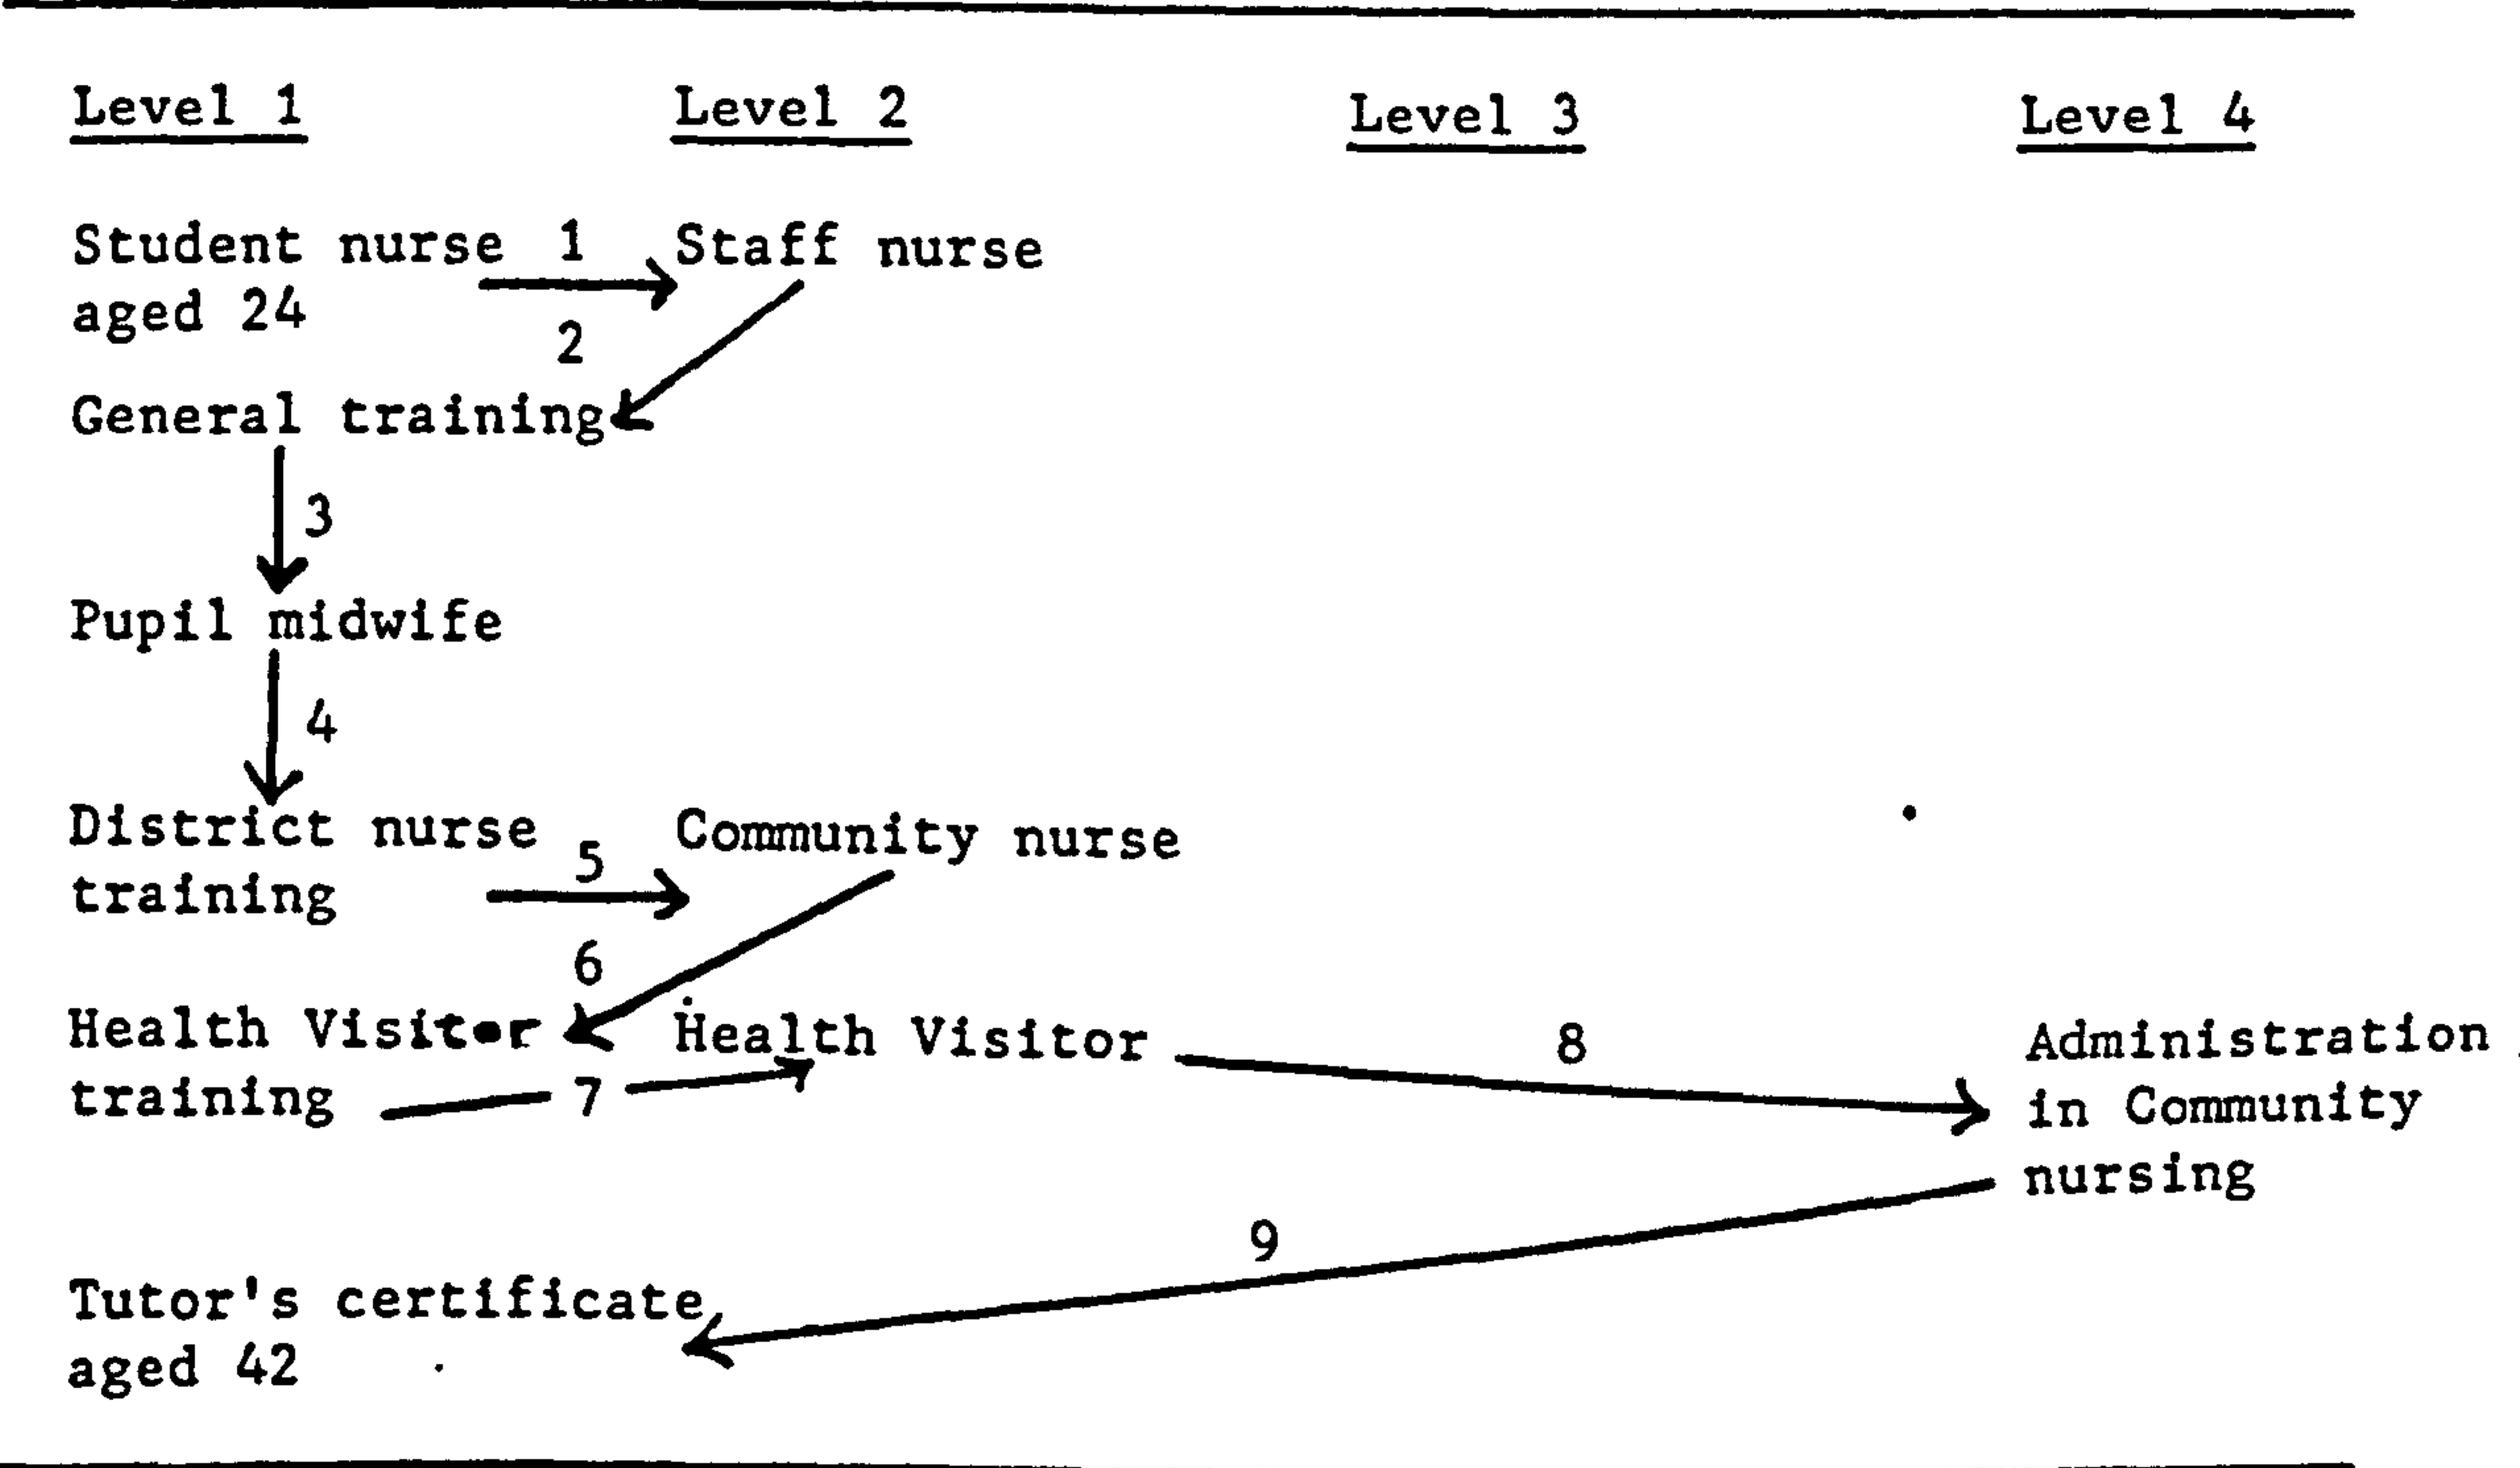 Level 1 Level 2 Level 3 Level 4
Student nurse 1 Staff nurse
aged 24
2
General training
3
Pupil midwife
4
District nurse 5 Community nurse
training
6
Health Visitor Health Visitor 8 Administration
training 7 in Community
nursing
9
Tutor's certificate,
aged 42